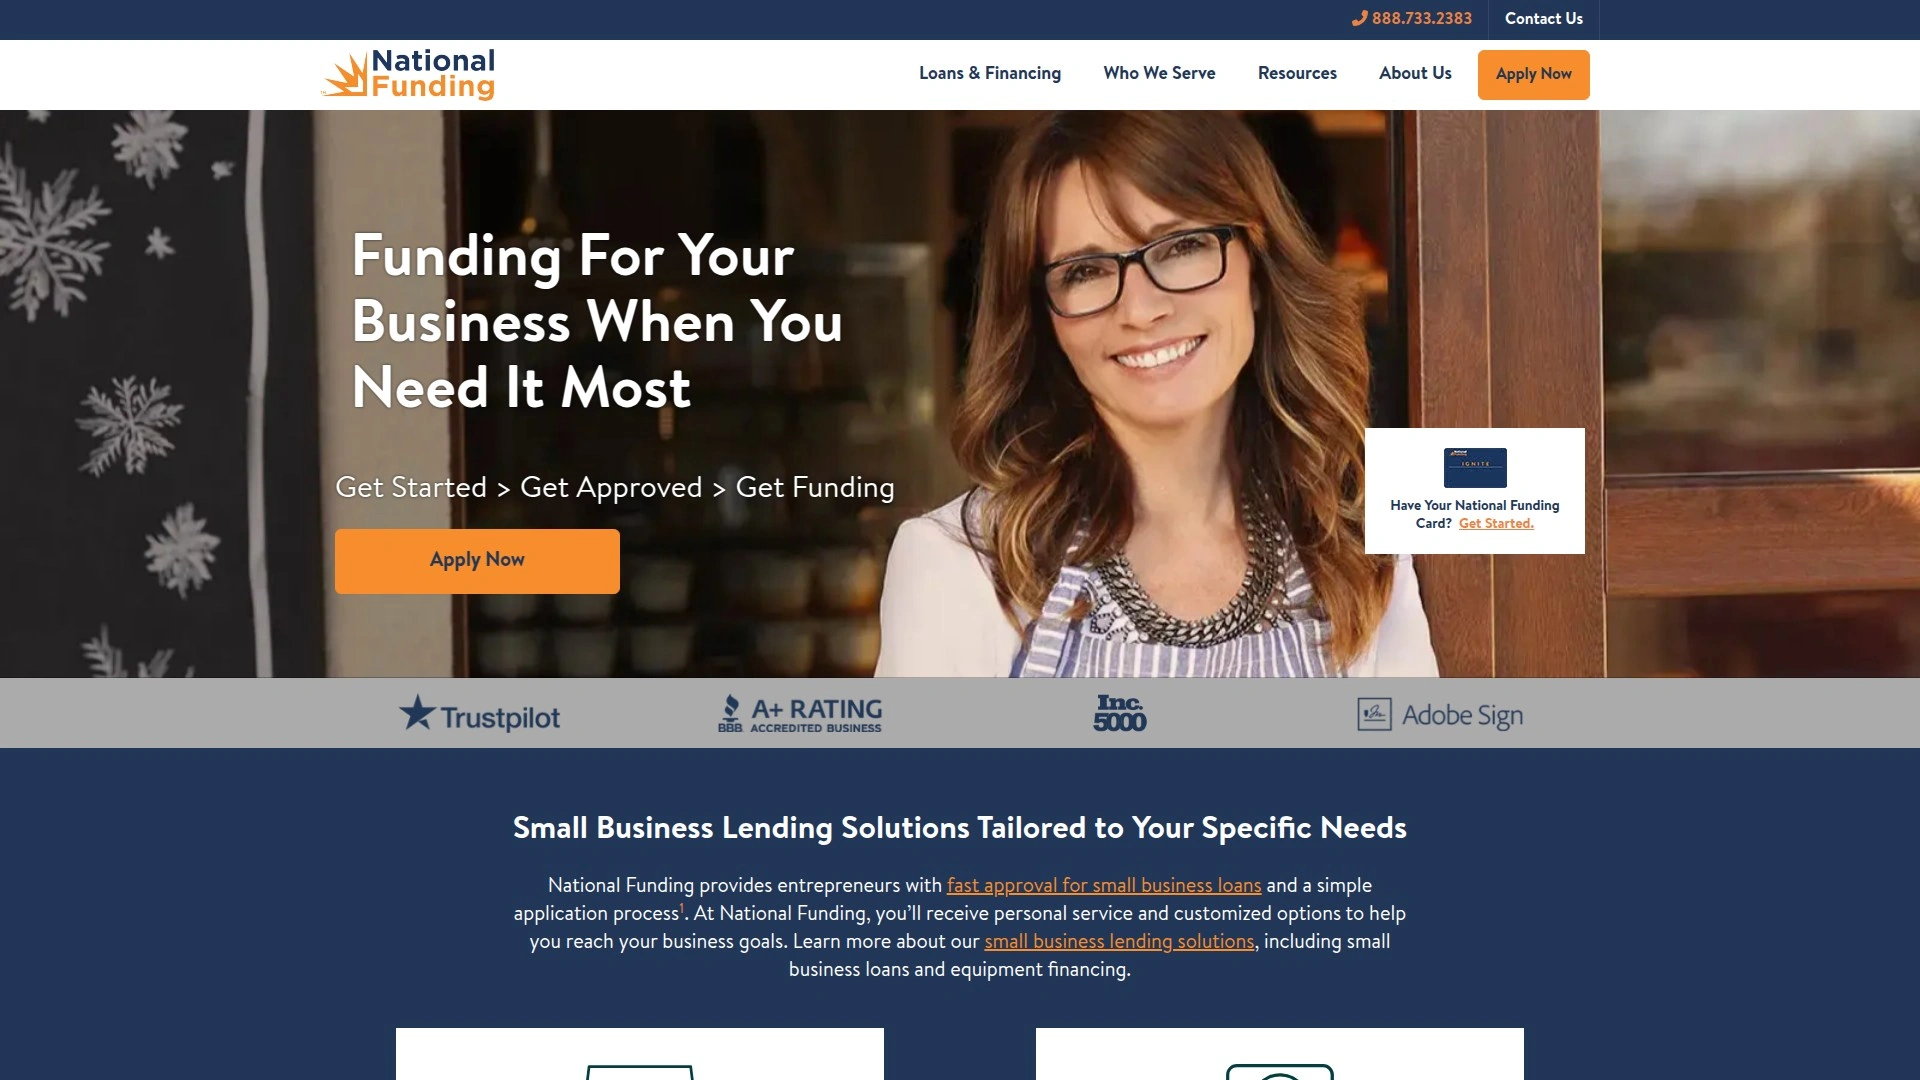 888.733.2383
Contact Us
National
Funding
Loans & Financing
Who We Serve
Resources
About Us
Apply Now
Funding For Your
Business When You
Need It Most
Get Started > Get Approved > Get Funding
Apply Now
IGNITE
Have Your National Funding
Card? Get Started.
Trustpilot
BBB
A+ RATING
ACCREDITED BUSINESS
Inc.
5000
Adobe Sign
Small Business Lending Solutions Tailored to Your Specific Needs
National Funding provides entrepreneurs with fast approval for small business loans and a simple
application process¹. At National Funding, you’ll receive personal service and customized options to help
you reach your business goals. Learn more about our small business lending solutions, including small
business loans and equipment financing.